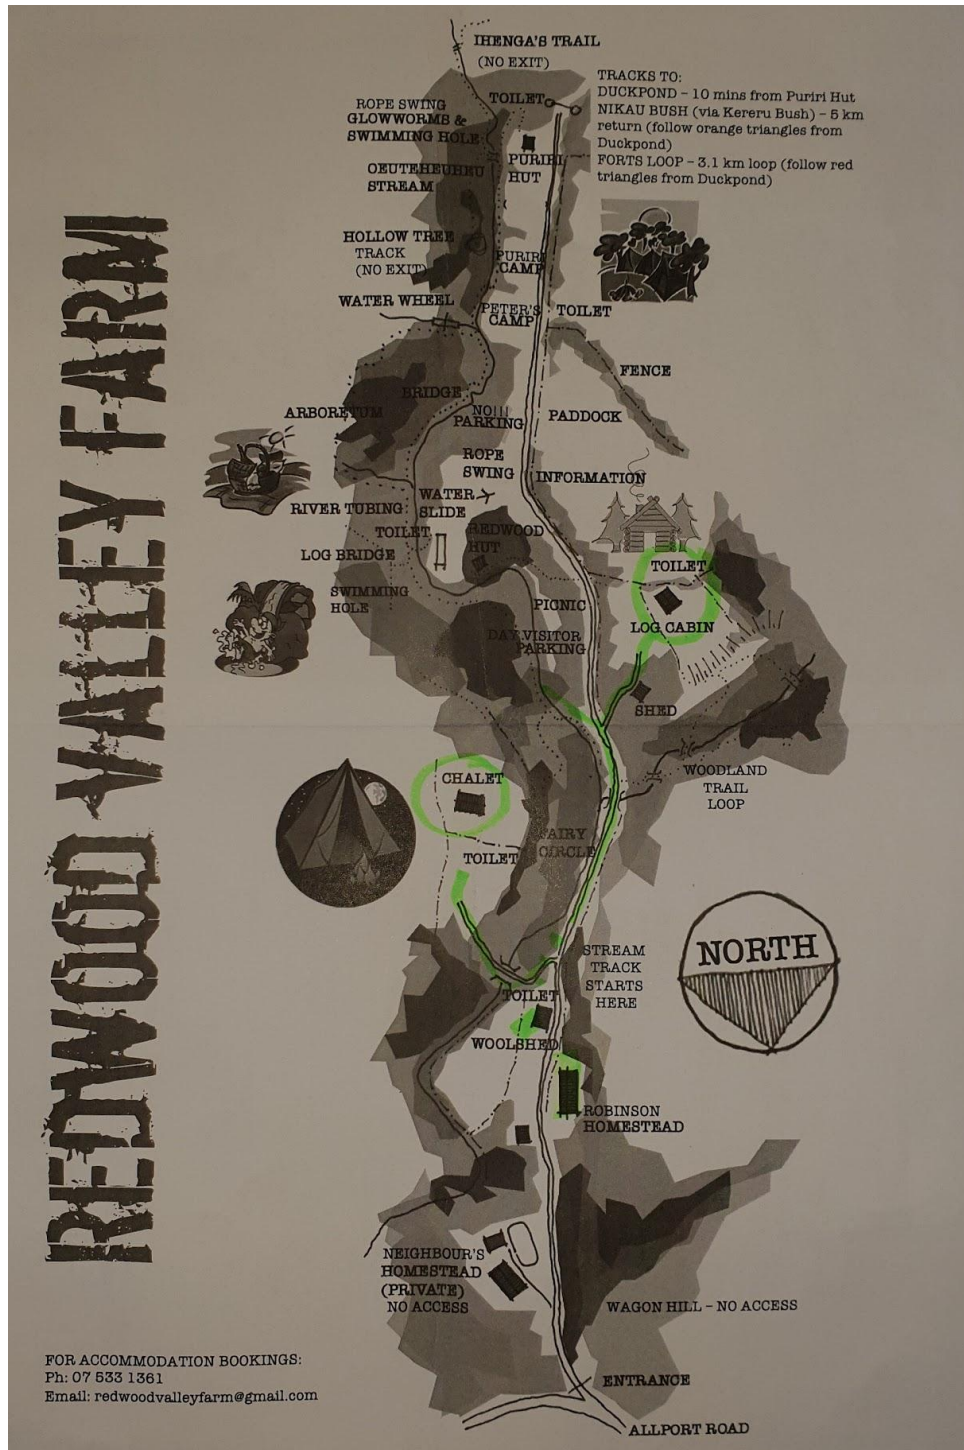 REDWOOD VALLEY FARM
IHENGA'S TRAIL
(NO EXIT)
TRACKS TO:
DUCKPOND – 10 mins from Puriri Hut
NIKAU BUSH (via Kereru Bush) – 5 km
return (follow orange triangles from
Duckpond)
FORTS LOOP – 3.1 km loop (follow red
triangles from Duckpond)
TOILET
ROPE SWING
GLOWWORMS &
SWIMMING HOLE
PURIRI
HUT
OEUTEHEUHEU
STREAM
HOLLOW TREE
TRACK
(NO EXIT)
PURIRI
CAMP
WATER WHEEL
PETER'S
CAMP
TOILET
FENCE
BRIDGE
ARBORETUM
NO!!!
PARKING
PADDOCK
ROPE
SWING
INFORMATION
WATER
SLIDE
RIVER TUBING
TOILET
REDWOOD
HUT
LOG BRIDGE
TOILET
SWIMMING
HOLE
PICNIC
LOG CABIN
DAY VISITOR
PARKING
SHED
WOODLAND
TRAIL
LOOP
CHALET
FAIRY
CIRCLE
TOILET
NORTH
STREAM
TRACK
STARTS
HERE
TOILET
WOOLSHED
ROBINSON
HOMESTEAD
NEIGHBOUR'S
HOMESTEAD
(PRIVATE)
NO ACCESS
WAGON HILL – NO ACCESS
FOR ACCOMMODATION BOOKINGS:
Ph: 07 533 1361
Email: redwoodvalleyfarm@gmail.com
ENTRANCE
ALLPORT ROAD